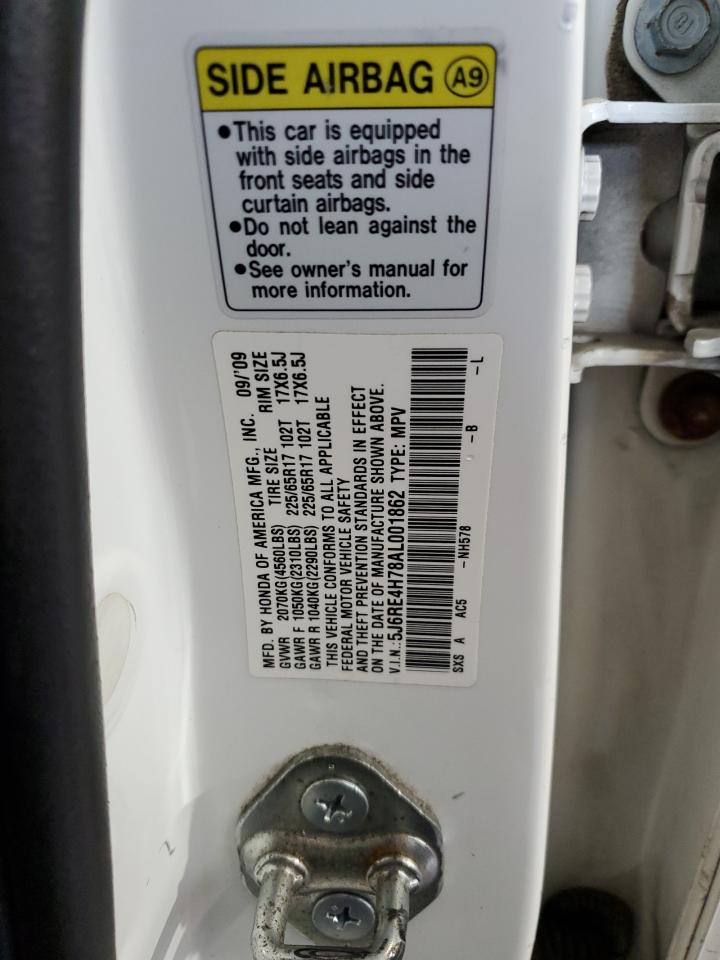 SIDE AIRBAG A9
•This car is equipped
with side airbags in the
front seats and side
curtain airbags.
•Do not lean against the
door.
•See owner's manual for
more information.
MFD. BY HONDA OF AMERICA MFG., INC. 09/'09
GVWR 2070KG(4560LBS) TIRE SIZE RIM SIZE
GAWR F 1050KG(2310LBS) 225/65R17 102T 17X6.5J
GAWR R 1040KG(2290LBS) 225/65R17 102T 17X6.5J
THIS VEHICLE CONFORMS TO ALL APPLICABLE
FEDERAL MOTOR VEHICLE SAFETY
AND THEFT PREVENTION STANDARDS IN EFFECT
ON THE DATE OF MANUFACTURE SHOWN ABOVE.
V.I.N.:5J6RE4H78AL001862 TYPE: MPV
SXS A AC5 -NH578 -B -L